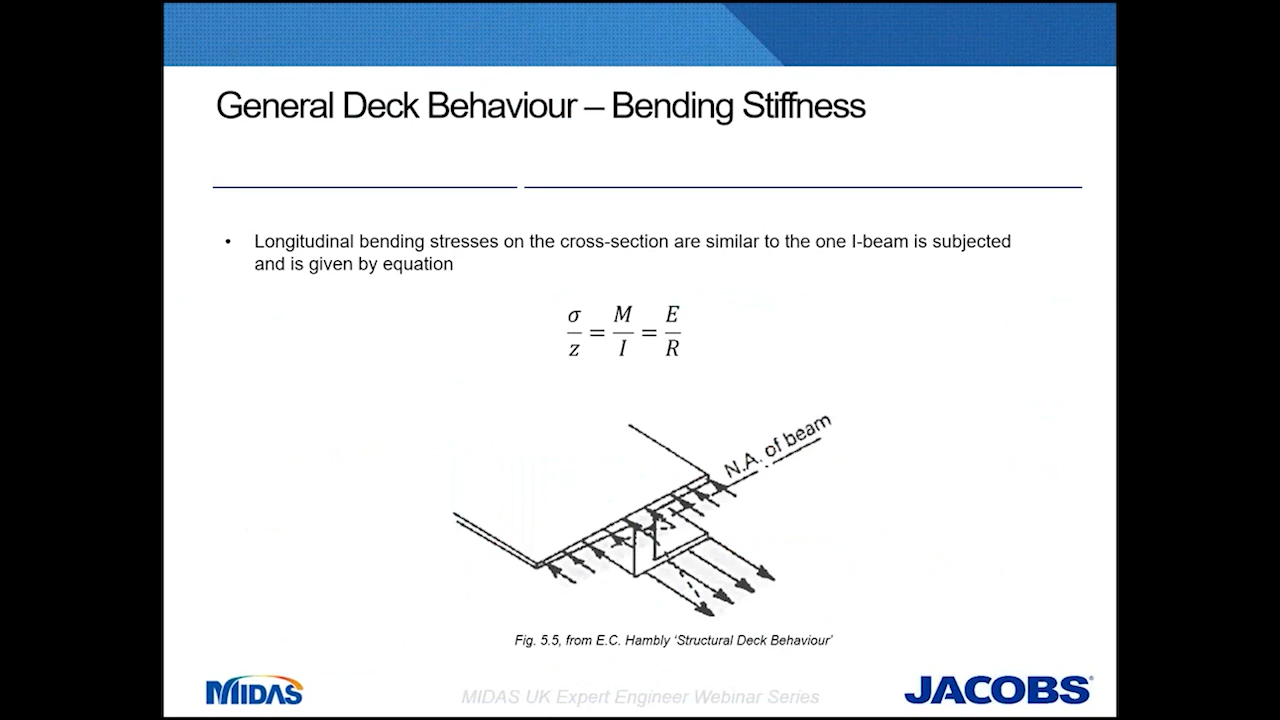 General Deck Behaviour – Bending Stiffness
• Longitudinal bending stresses on the cross-section are similar to the one I-beam is subjected
and is given by equation
σ/z = M/I = E/R
N.A. of beam
Fig. 5.5, from E.C. Hambly ‘Structural Deck Behaviour’
MIDAS
MIDAS UK Expert Engineer Webinar Series
JACOBS®